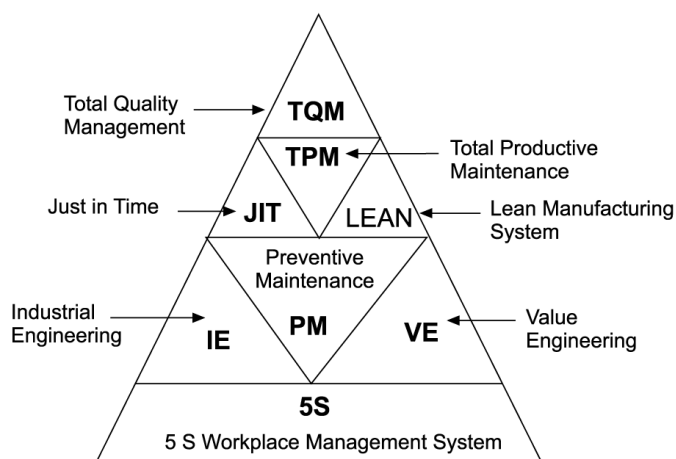 Total Quality
Management
TQM
TPM
Total Productive
Maintenance
Just in Time
JIT
LEAN
Lean Manufacturing
System
Preventive
Maintenance
Industrial
Engineering
IE
PM
VE
Value
Engineering
5S
5 S Workplace Management System